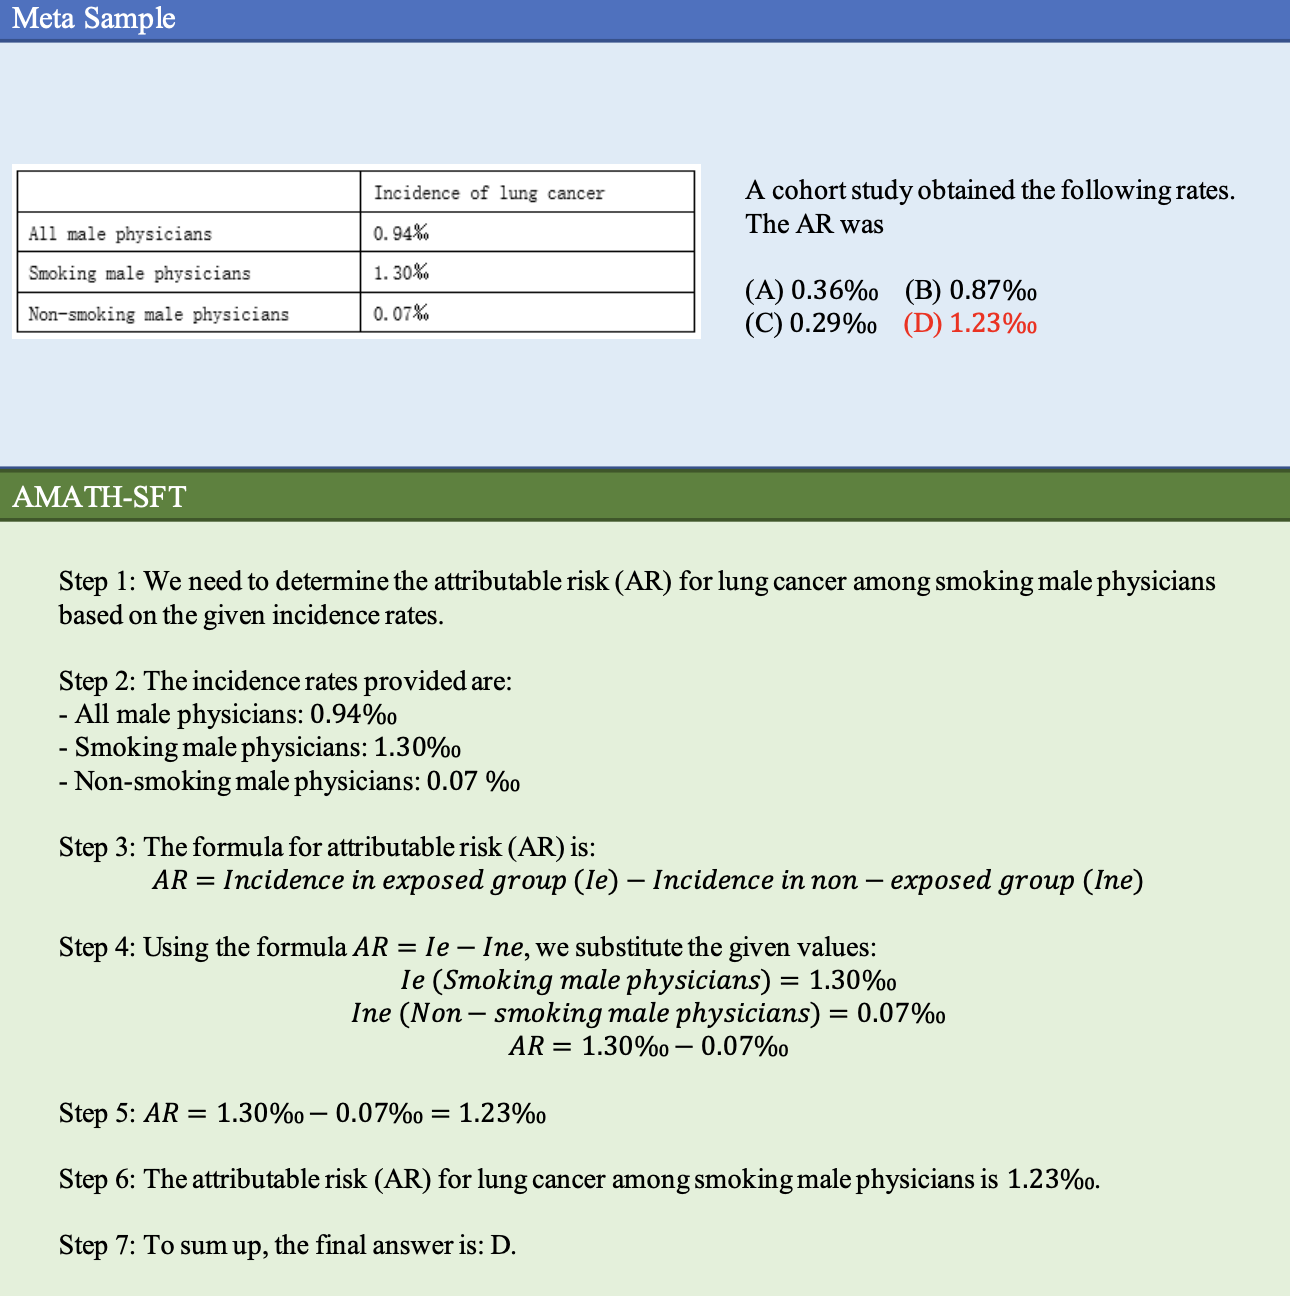 Meta Sample
Incidence of lung cancer
All male physicians 0.94‰
Smoking male physicians 1.30‰
Non-smoking male physicians 0.07‰
A cohort study obtained the following rates.
The AR was
(A) 0.36‰ (B) 0.87‰
(C) 0.29‰ (D) 1.23‰
AMATH-SFT
Step 1: We need to determine the attributable risk (AR) for lung cancer among smoking male physicians
based on the given incidence rates.
Step 2: The incidence rates provided are:
- All male physicians: 0.94‰
- Smoking male physicians: 1.30‰
- Non-smoking male physicians: 0.07 ‰
Step 3: The formula for attributable risk (AR) is:
AR = Incidence in exposed group (Ie) − Incidence in non − exposed group (Ine)
Step 4: Using the formula AR = Ie − Ine, we substitute the given values:
Ie (Smoking male physicians) = 1.30‰
Ine (Non − smoking male physicians) = 0.07‰
AR = 1.30‰ − 0.07‰
Step 5: AR = 1.30‰ − 0.07‰ = 1.23‰
Step 6: The attributable risk (AR) for lung cancer among smoking male physicians is 1.23‰.
Step 7: To sum up, the final answer is: D.